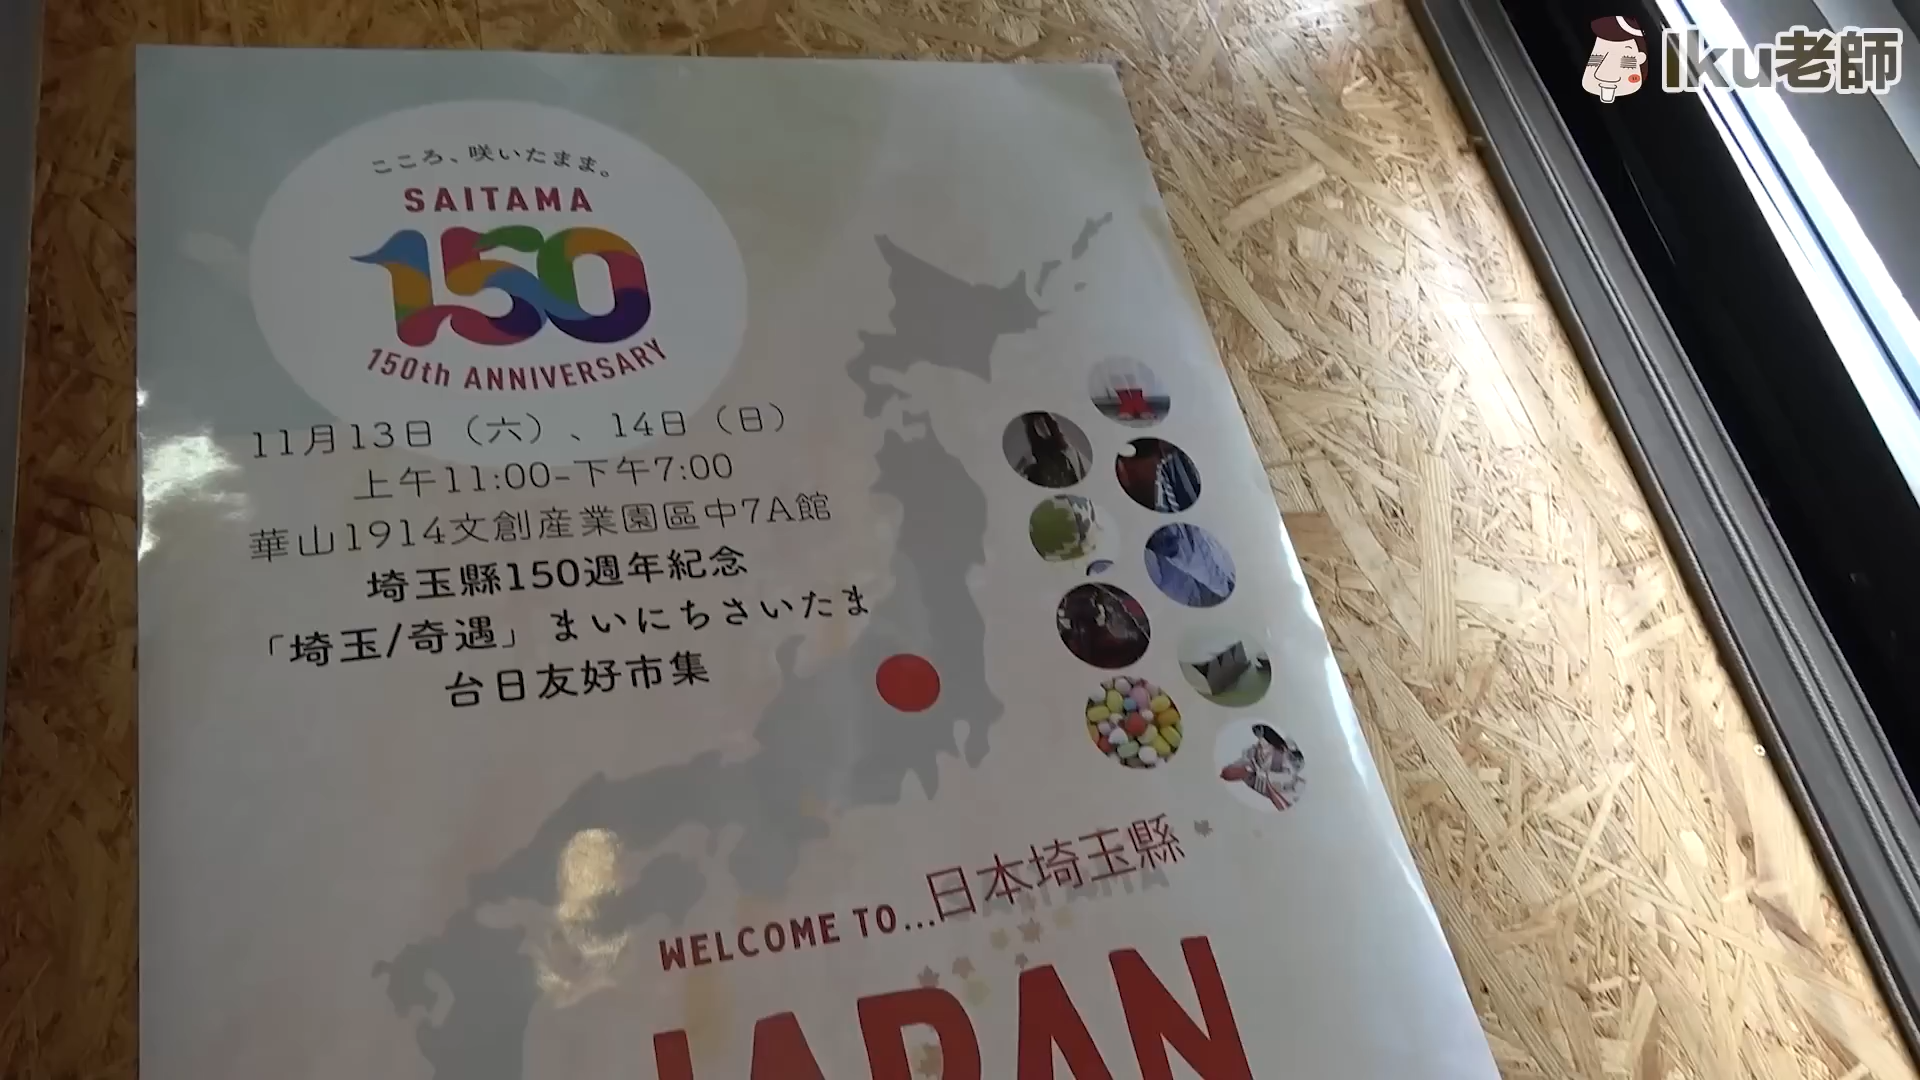 Iku老師
こころ、咲いたまま。
SAITAMA
150
150th ANNIVERSARY
11月13日（六）、14日（日）
上午11:00-下午7:00
華山1914文創産業園區中7A館
埼玉縣150週年紀念
「埼玉/奇遇」まいにちさいたま
台日友好市集
WELCOME TO...日本埼玉縣
JAPAN